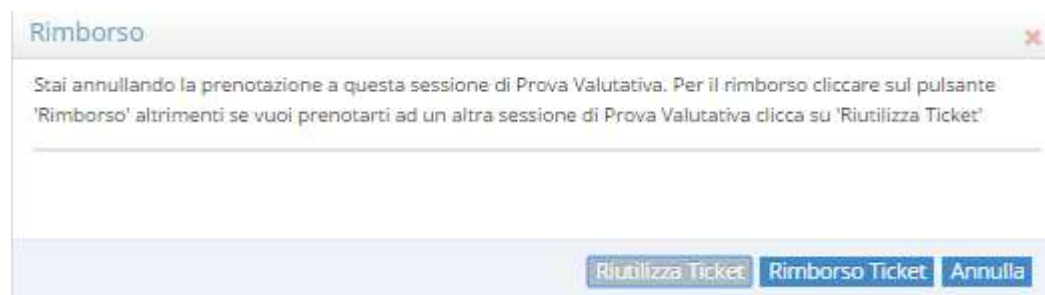 Rimborso
Stai annullando la prenotazione a questa sessione di Prova Valutativa. Per il rimborso cliccare sul pulsante
'Rimborso' altrimenti se vuoi prenotarti ad un altra sessione di Prova Valutativa clicca su 'Riutilizza Ticket'
Riutilizza Ticket Rimborso Ticket Annulla